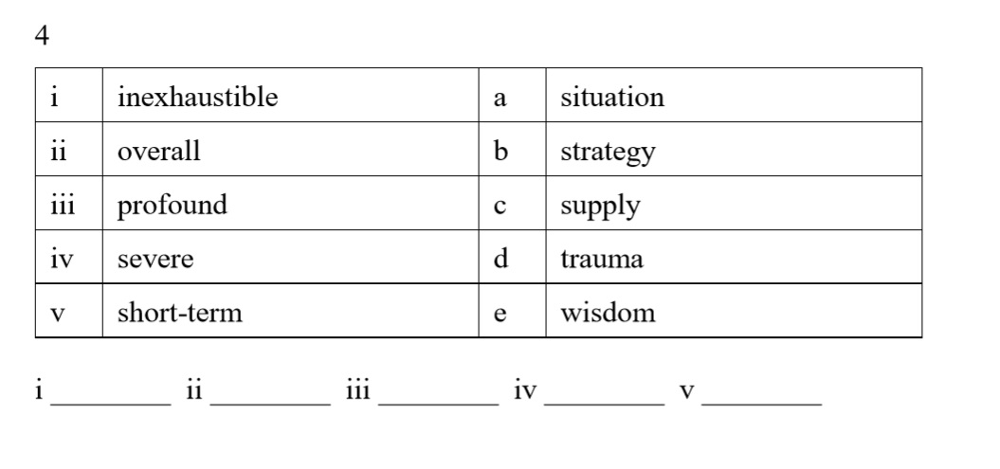 4
i inexhaustible a situation
ii overall b strategy
iii profound c supply
iv severe d trauma
v short-term e wisdom
i ________ ii ________ iii ________ iv ________ v ________